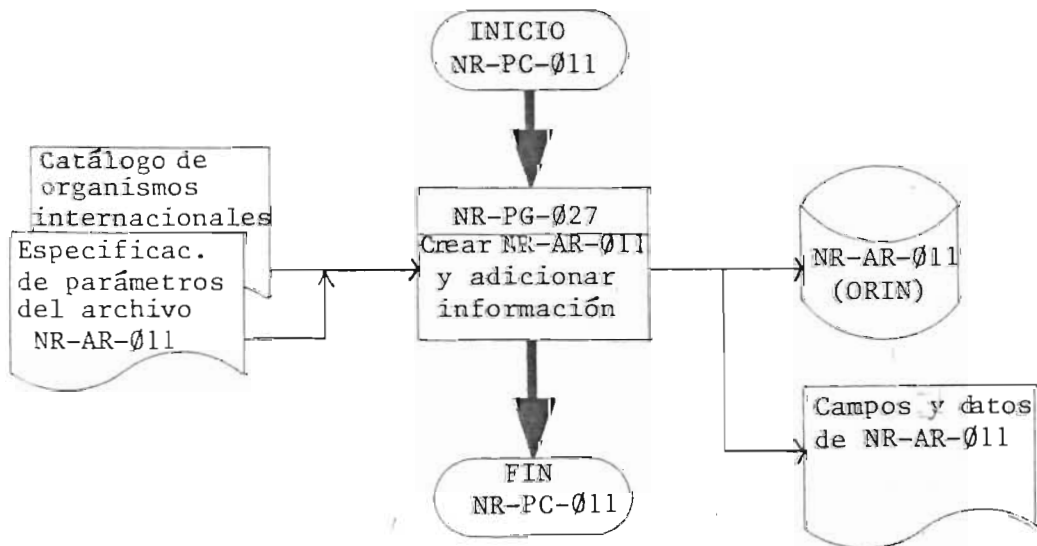 INICIO
NR-PC-Ø11
Catálogo de
organísmos
internacionales
Especificac.
de parámetros
del archivo
NR-AR-Ø11
NR-PG-Ø27
Crear NR-AR-Ø11
y adicionar
información
NR-AR-Ø11
(ORIN)
Campos y datos
de NR-AR-Ø11
FIN
NR-PC-Ø11